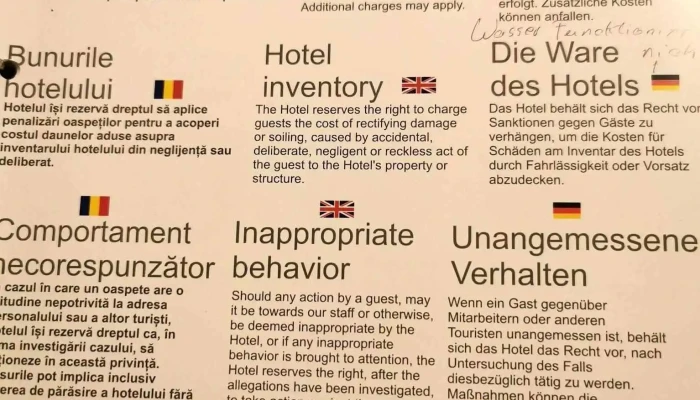 Additional charges may apply.
erfolgt. Zusätzliche Kosten
können anfallen.
Wasser funktioniert
nich
Bunurile
hotelului
Hotelul își rezervă dreptul să aplice
penalizări oaspeților pentru a acoperi
costul daunelor aduse asupra
inventarului hotelului din neglijență sau
deliberat.
Hotel
inventory
The Hotel reserves the right to charge
guests the cost of rectifying damage
or soiling, caused by accidental,
deliberate, negligent or reckless act of
the guest to the Hotel's property or
structure.
Die Ware
des Hotels
Das Hotel behält sich das Recht vor
Sanktionen gegen Gäste zu
verhängen, um die Kosten für
Schäden am Inventar des Hotels
durch Fahrlässigkeit oder Vorsatz
abzudecken.
Comportament
necorespunzător
cazul în care un oaspete are o
itudine nepotrivită la adresa
ersonalului sau a altor turiști,
telul își rezervă dreptul ca, în
ma investigării cazului, să
ționeze în această privință.
surile pot implica inclusiv
erea de părăsire a hotelului fără
Inappropriate
behavior
Should any action by a guest, may
it be towards our staff or otherwise,
be deemed inappropriate by the
Hotel, or if any inappropriate
behavior is brought to attention, the
Hotel reserves the right, after the
allegations have been investigated,
Unangemessene
Verhalten
Wenn ein Gast gegenüber
Mitarbeitern oder anderen
Touristen unangemessen ist, behält
sich das Hotel das Recht vor, nach
Untersuchung des Falls
diesbezüglich tätig zu werden.
Maßnahmen können die